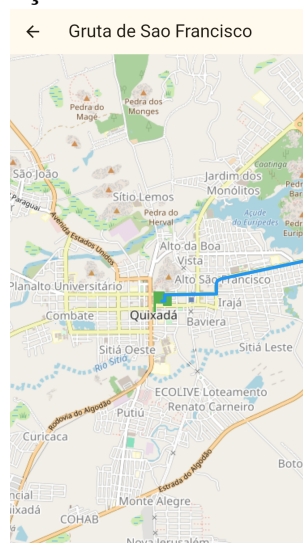 Gruta de Sao Francisco
Pedra do
Magé
Pedra dos
Monges
São João
Caatinga
Jardim dos
Monólitos
Paraguai
Sítio Lemos
Pedra do
Herval
Açude
do Eurípedes
Avenida Estados Unidos
Alto da Boa
Vista
Planalto Universitário
Alto São Francisco
Combate
Quixadá
Irajá
Baviera
Sitiá Oeste
Sitiá Leste
Rio Sitiá
ECOLIVE Loteamento
Renato Carneiro
Putiú
Rodovia do Algodão
Curicaca
Estrada do Algodão
Monte Alegre
COHAB
Nova Jerusalém